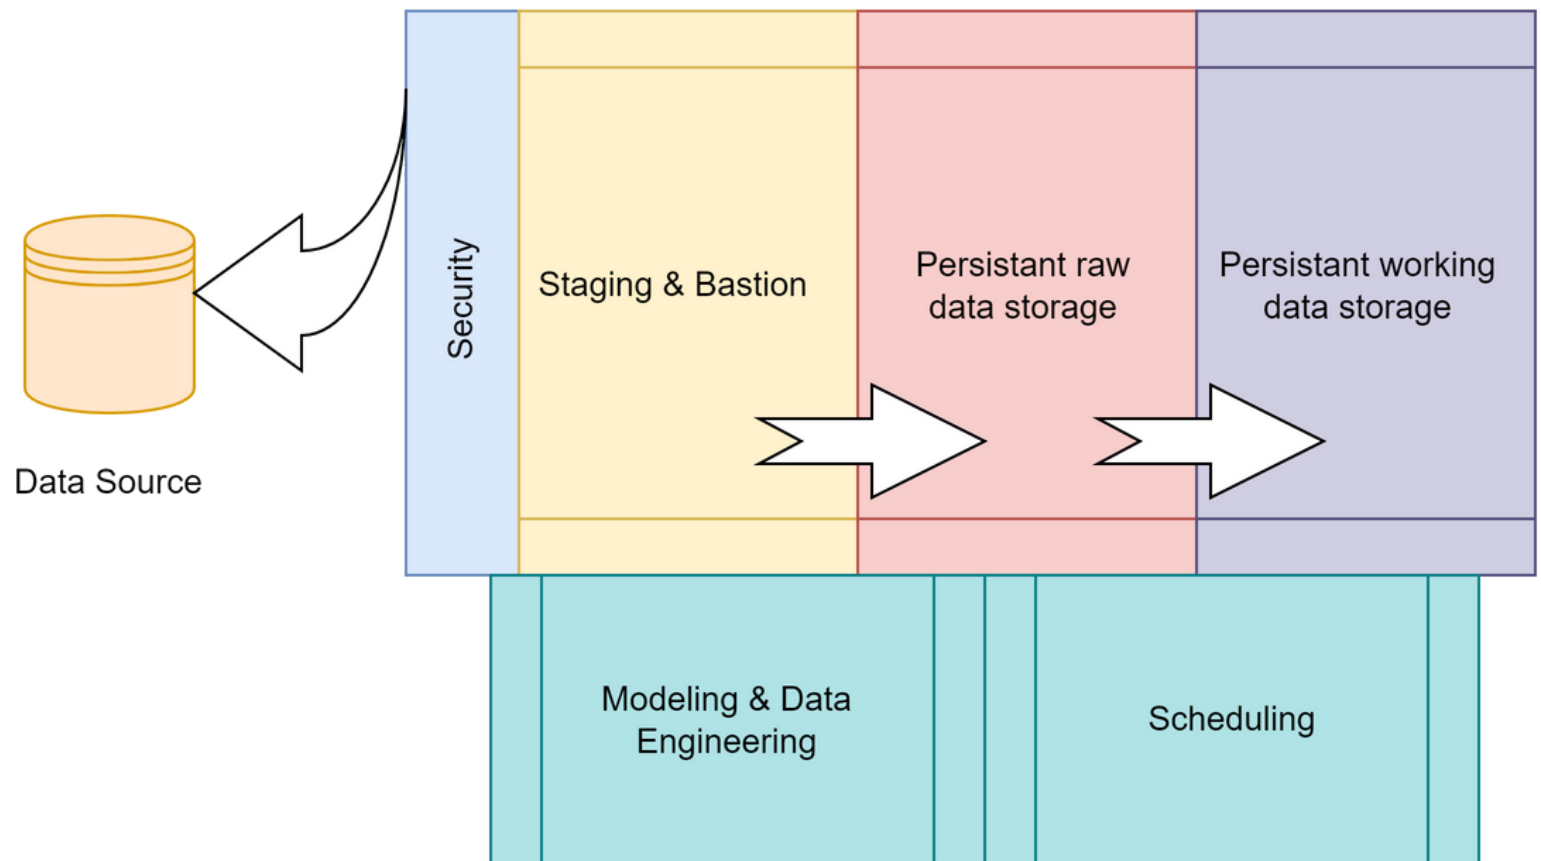 Security
Staging & Bastion
Persistant raw
data storage
Persistant working
data storage
Data Source
Modeling & Data
Engineering
Scheduling